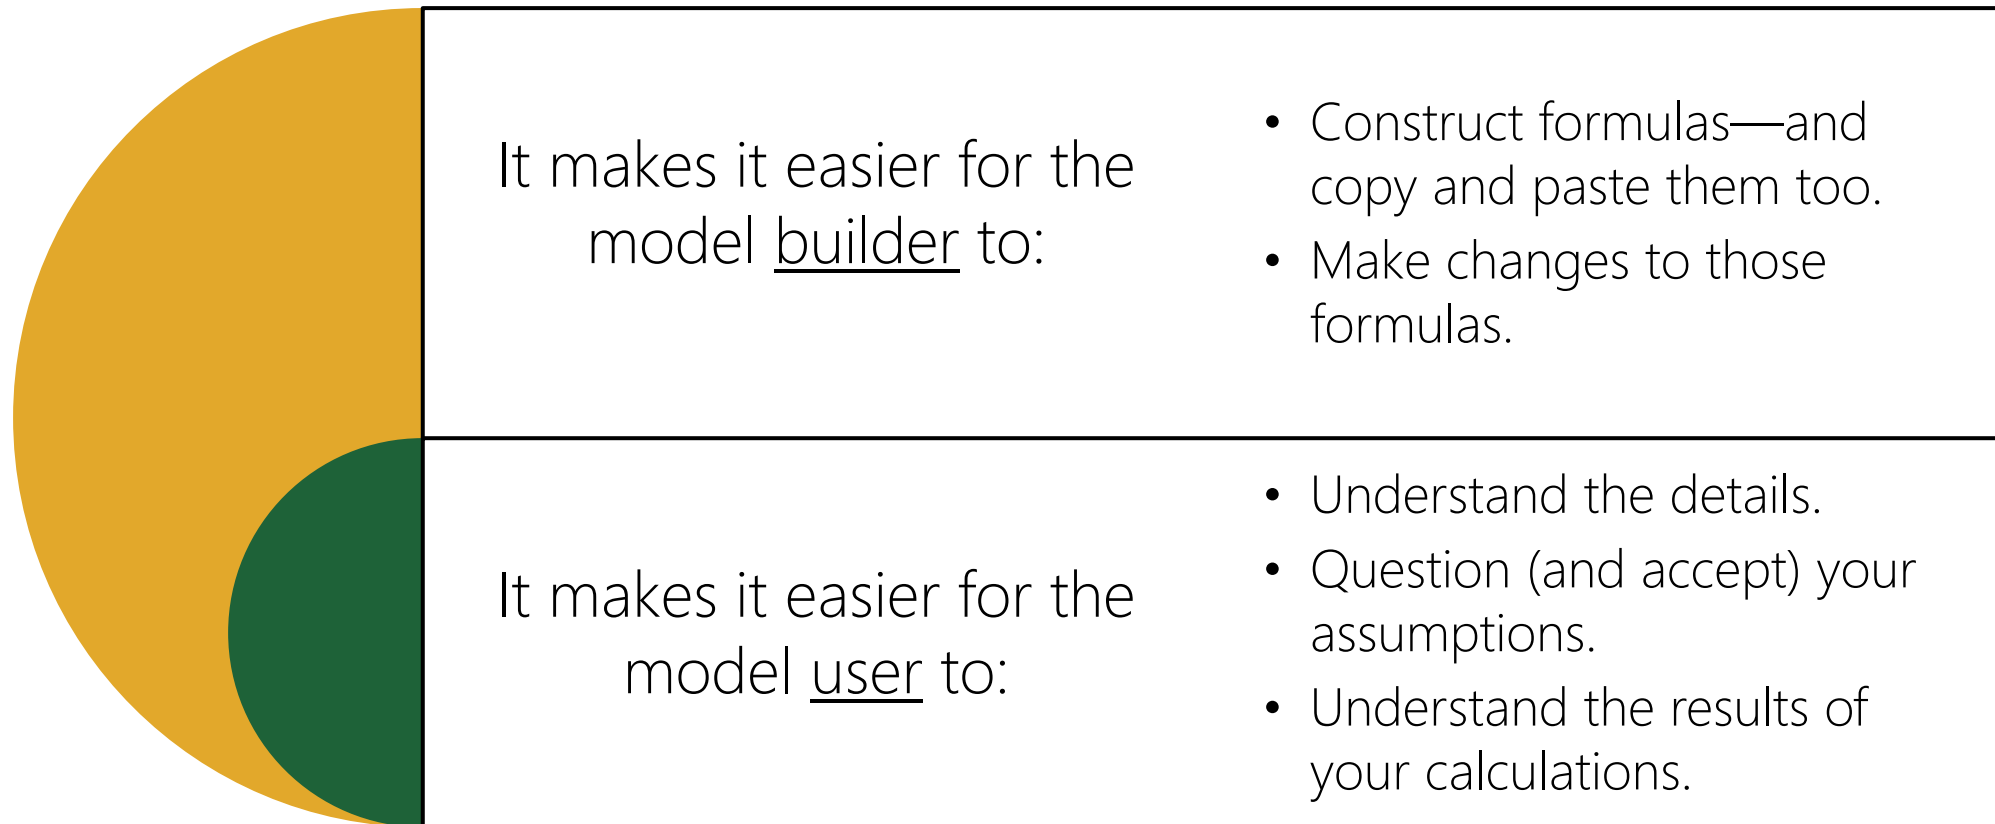 It makes it easier for the
model builder to:
• Construct formulas—and
copy and paste them too.
• Make changes to those
formulas.
It makes it easier for the
model user to:
• Understand the details.
• Question (and accept) your
assumptions.
• Understand the results of
your calculations.